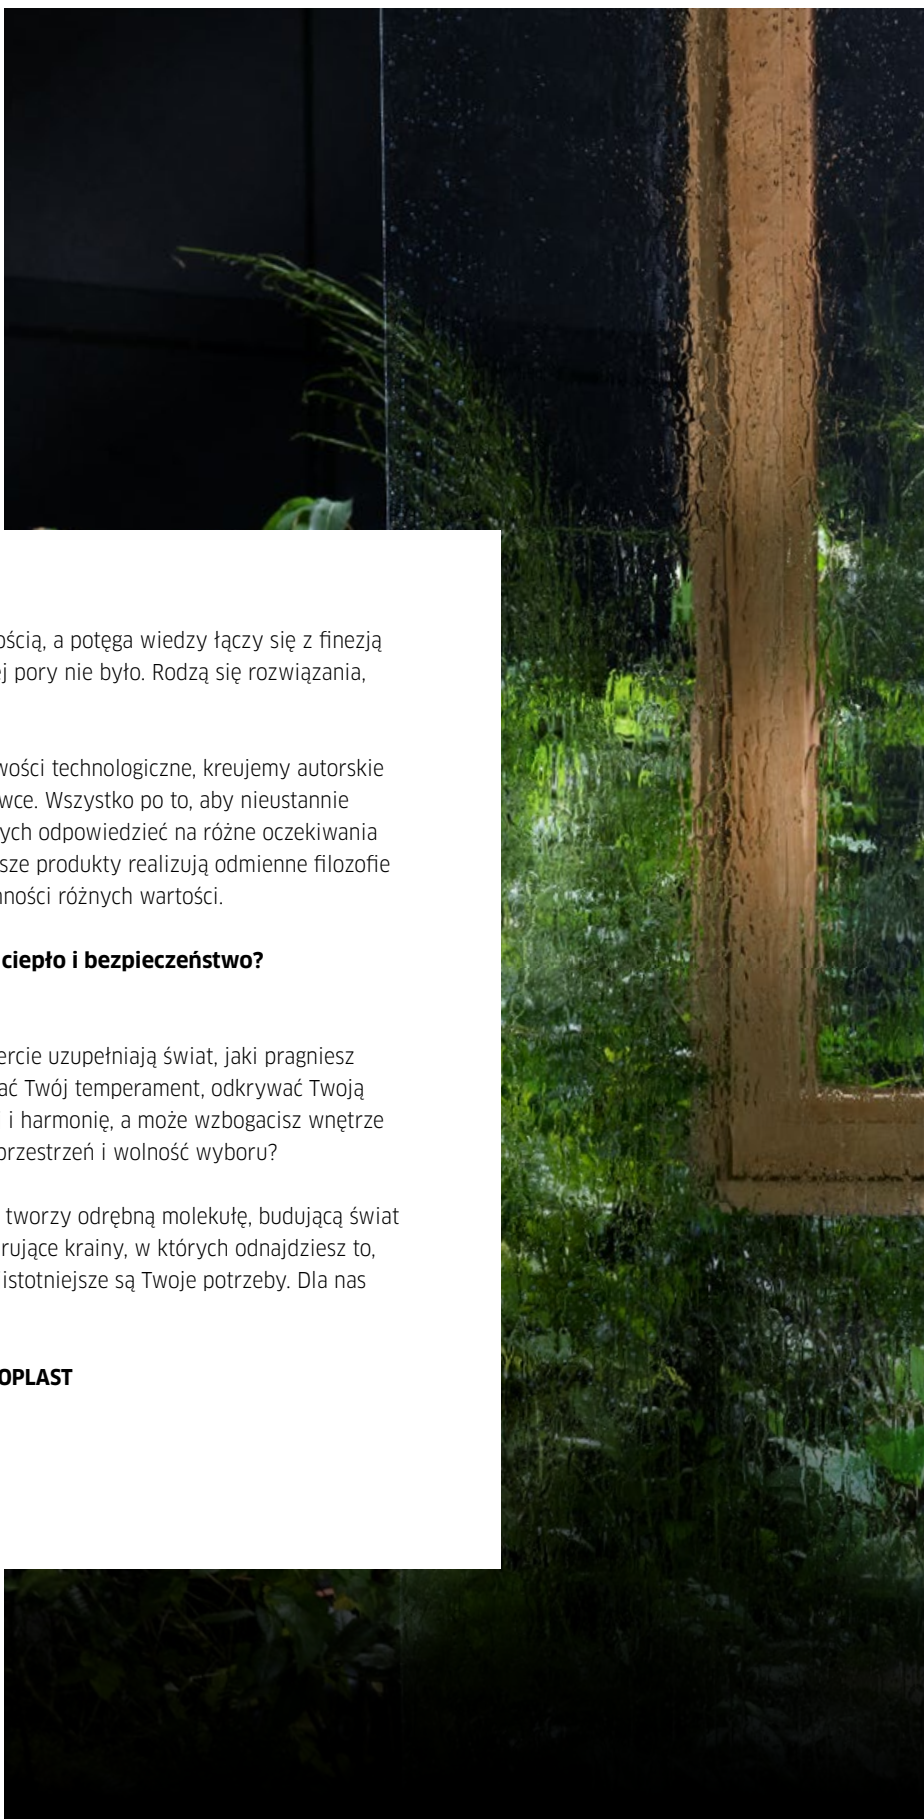 ością, a potęga wiedzy łączy się z finezją
ej pory nie było. Rodzą się rozwiązania,
wości technologiczne, kreujemy autorskie
wce. Wszystko po to, aby nieustannie
ych odpowiedzieć na różne oczekiwania
sze produkty realizują odmienne filozofie
nności różnych wartości.
ciepło i bezpieczeństwo?
ercie uzupełniają świat, jaki pragniesz
ać Twój temperament, odkrywać Twoją
i harmonię, a może wzbogacisz wnętrze
przestrzeń i wolność wyboru?
tworzy odrębną molekułę, budującą świat
rujące krainy, w których odnajdziesz to,
istotniejsze są Twoje potrzeby. Dla nas
OPLAST